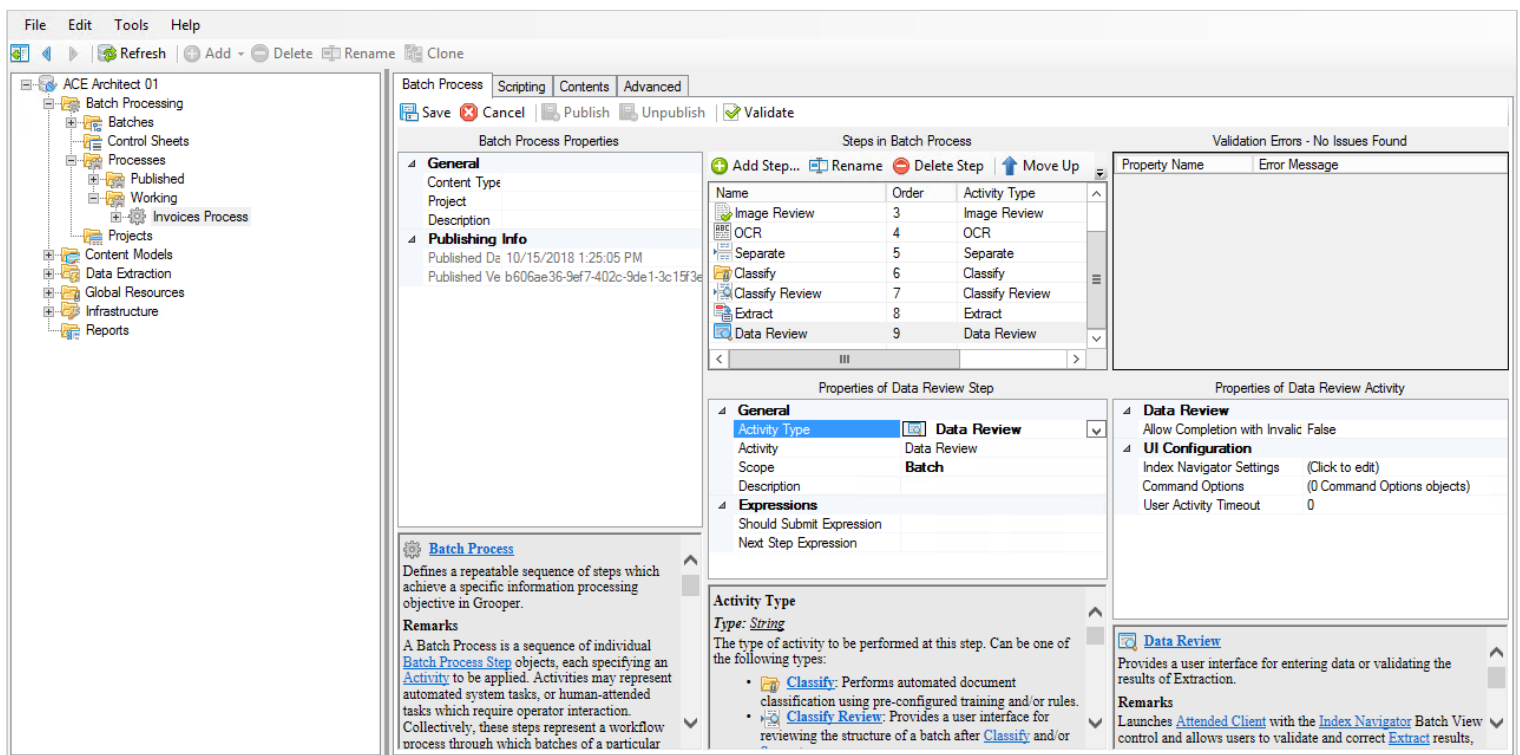 File Edit Tools Help
Refresh Add Delete Rename Clone
ACE Architect 01
Batch Processing
Batches
Control Sheets
Processes
Published
Working
Invoices Process
Projects
Content Models
Data Extraction
Global Resources
Infrastructure
Reports
Batch Process Scripting Contents Advanced
Save Cancel Publish Unpublish Validate
Batch Process Properties
General
Content Type
Project
Description
Publishing Info
Published Da 10/15/2018 1:25:05 PM
Published Ve b606ae36-9ef7-402c-9de1-3c15f3e
Batch Process
Defines a repeatable sequence of steps which
achieve a specific information processing
objective in Grooper.
Remarks
A Batch Process is a sequence of individual
Batch Process Step objects, each specifying an
Activity to be applied. Activities may represent
automated system tasks, or human-attended
tasks which require operator interaction.
Collectively, these steps represent a workflow
process through which batches of a particular
Steps in Batch Process
Add Step... Rename Delete Step Move Up
Name Order Activity Type
Image Review 3 Image Review
ABC OCR 4 OCR
Separate 5 Separate
Classify 6 Classify
Classify Review 7 Classify Review
Extract 8 Extract
Data Review 9 Data Review
Properties of Data Review Step
General
Activity Type Data Review
Activity Data Review
Scope Batch
Description
Expressions
Should Submit Expression
Next Step Expression
Activity Type
Type: String
The type of activity to be performed at this step. Can be one of
the following types:
• Classify: Performs automated document
classification using pre-configured training and/or rules.
• Classify Review: Provides a user interface for
reviewing the structure of a batch after Classify and/or
Validation Errors - No Issues Found
Property Name Error Message
Properties of Data Review Activity
Data Review
Allow Completion with Invalic False
UI Configuration
Index Navigator Settings (Click to edit)
Command Options (0 Command Options objects)
User Activity Timeout 0
Data Review
Provides a user interface for entering data or validating the
results of Extraction.
Remarks
Launches Attended Client with the Index Navigator Batch View
control and allows users to validate and correct Extract results,